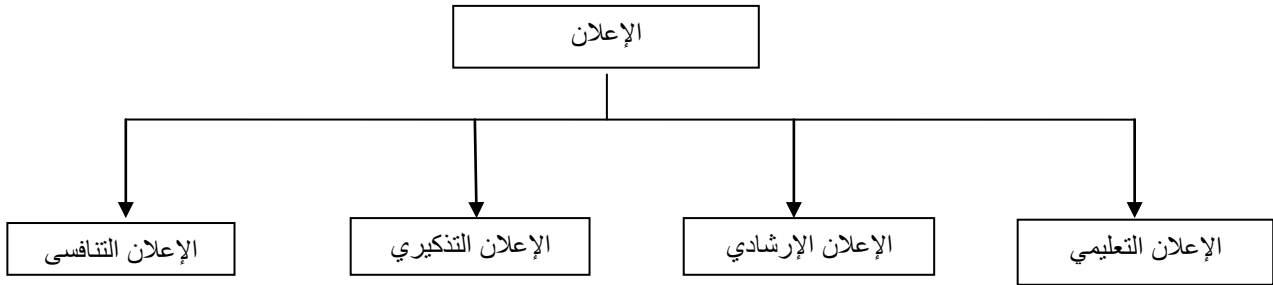 الإعلان
الإعلان التعليمي
الإعلان الإرشادي
الإعلان التذكيري
الإعلان التنافسى